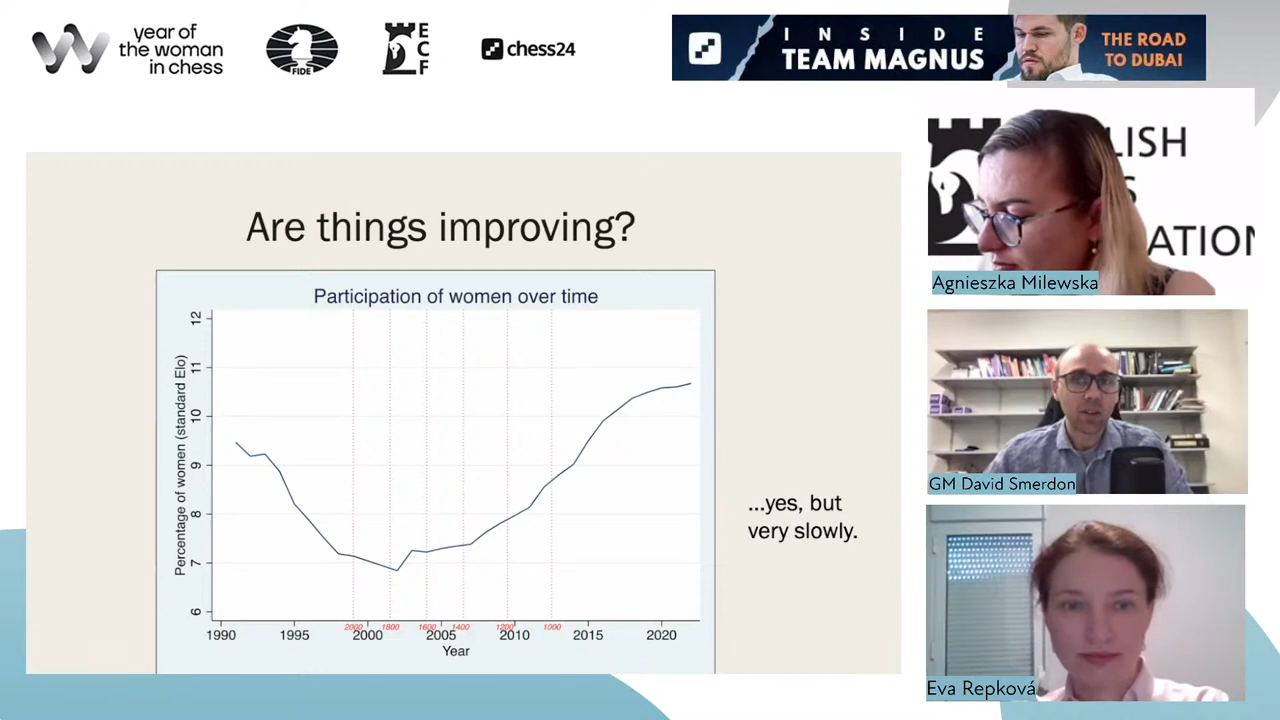 year of
the woman
in chess
FIDE
E
C
F
chess24
INSIDE
TEAM MAGNUS
THE ROAD
TO DUBAI
LISH
S
ATION
Agnieszka Milewska
GM David Smerdon
Eva Repková
Are things improving?
Participation of women over time
Percentage of women (standard Elo)
12
11
10
9
8
7
6
2000 1800 1600 1400 1200 1000
1990 1995 2000 2005 2010 2015 2020
Year
...yes, but
very slowly.